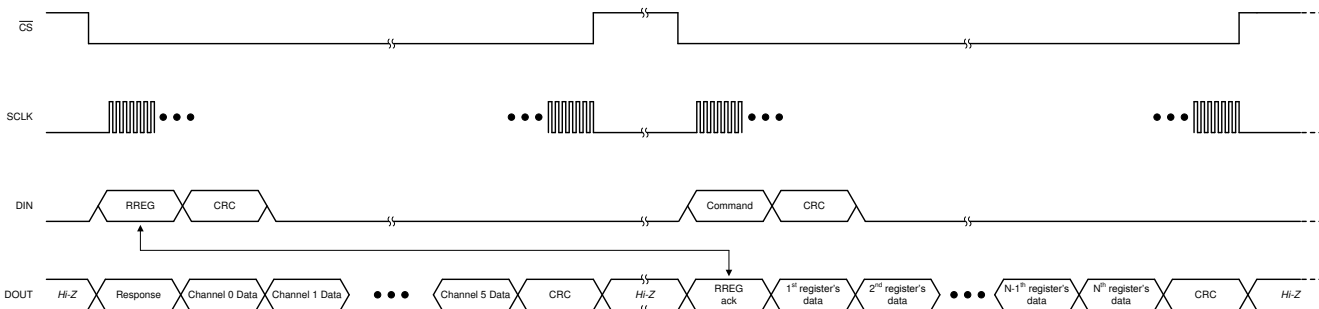 CS
SCLK
DIN
RREG
CRC
Command
CRC
DOUT
Hi-Z
Response
Channel 0 Data
Channel 1 Data
Channel 5 Data
CRC
Hi-Z
RREG
ack
1st register's
data
2nd register's
data
N-1th register's
data
Nth register's
data
CRC
Hi-Z